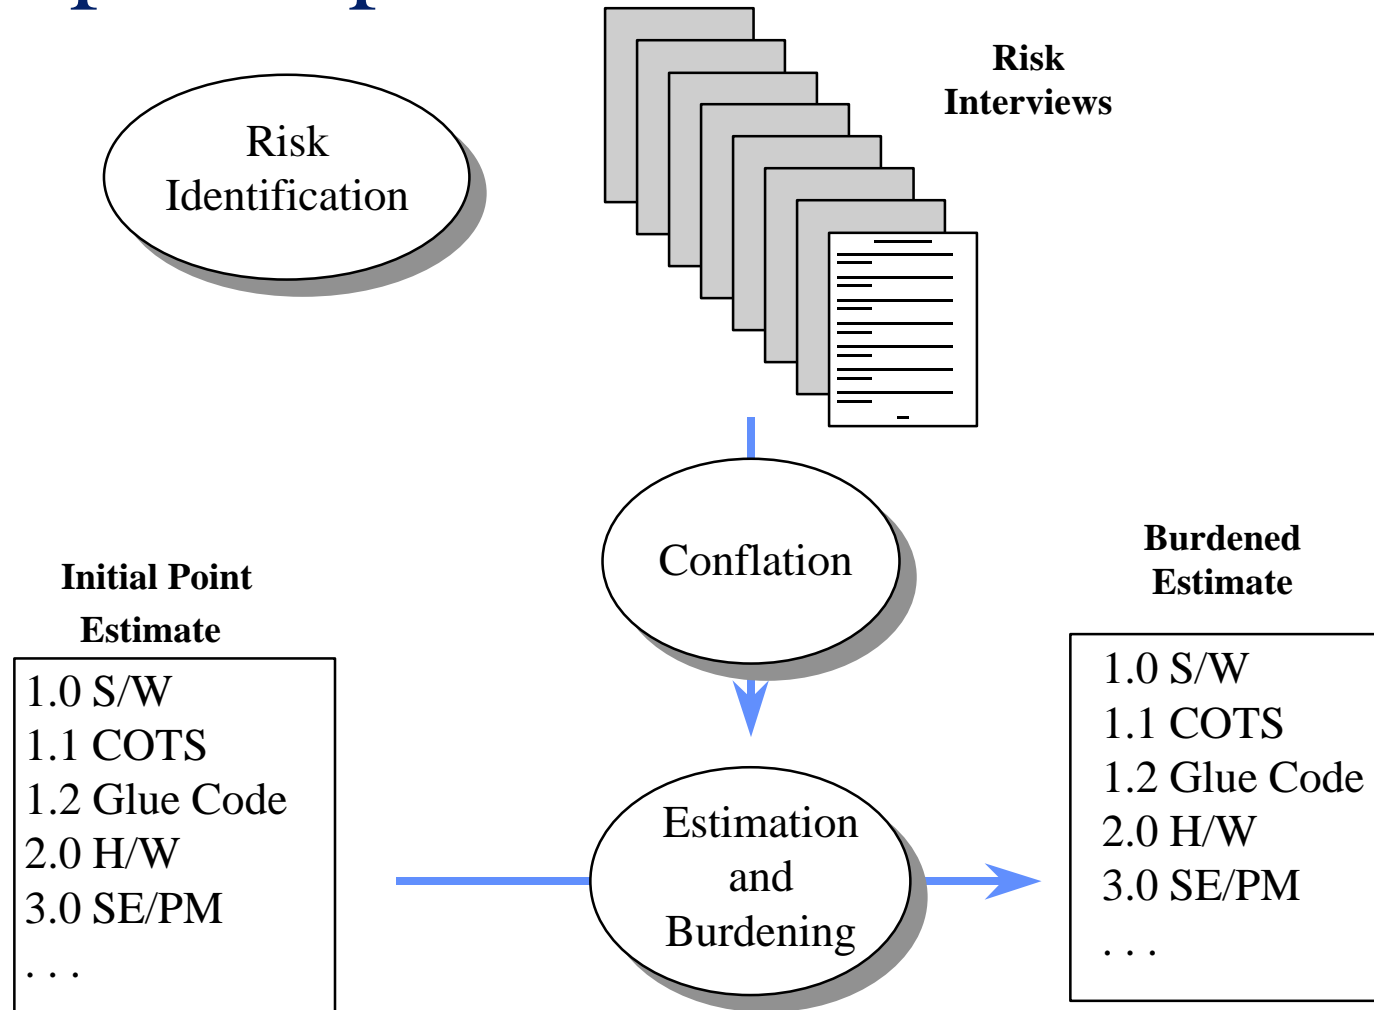 Risk
Interviews
Risk
Identification
Conflation
Initial Point
Estimate
1.0 S/W
1.1 COTS
1.2 Glue Code
2.0 H/W
3.0 SE/PM
. . .
Estimation
and
Burdening
Burdened
Estimate
1.0 S/W
1.1 COTS
1.2 Glue Code
2.0 H/W
3.0 SE/PM
. . .